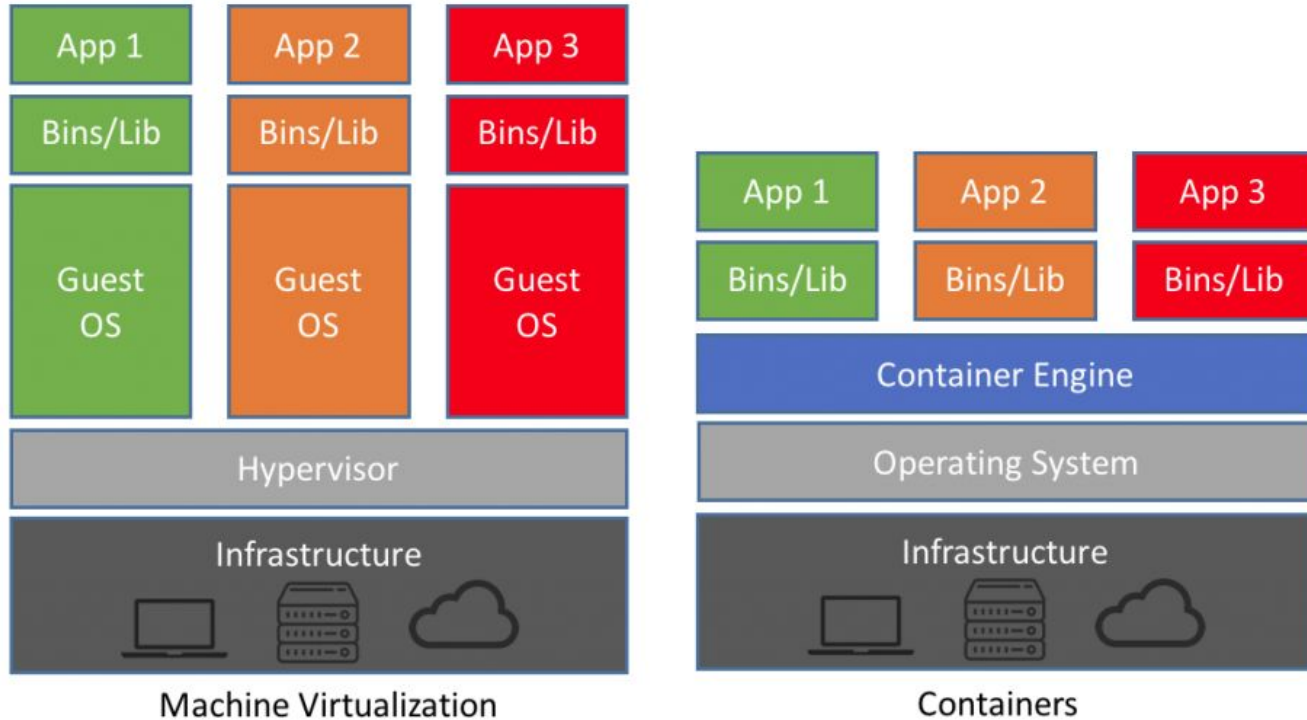 App 1
App 2
App 3
Bins/Lib
Bins/Lib
Bins/Lib
Guest
OS
Guest
OS
Guest
OS
Hypervisor
Infrastructure
Machine Virtualization
App 1
App 2
App 3
Bins/Lib
Bins/Lib
Bins/Lib
Container Engine
Operating System
Infrastructure
Containers